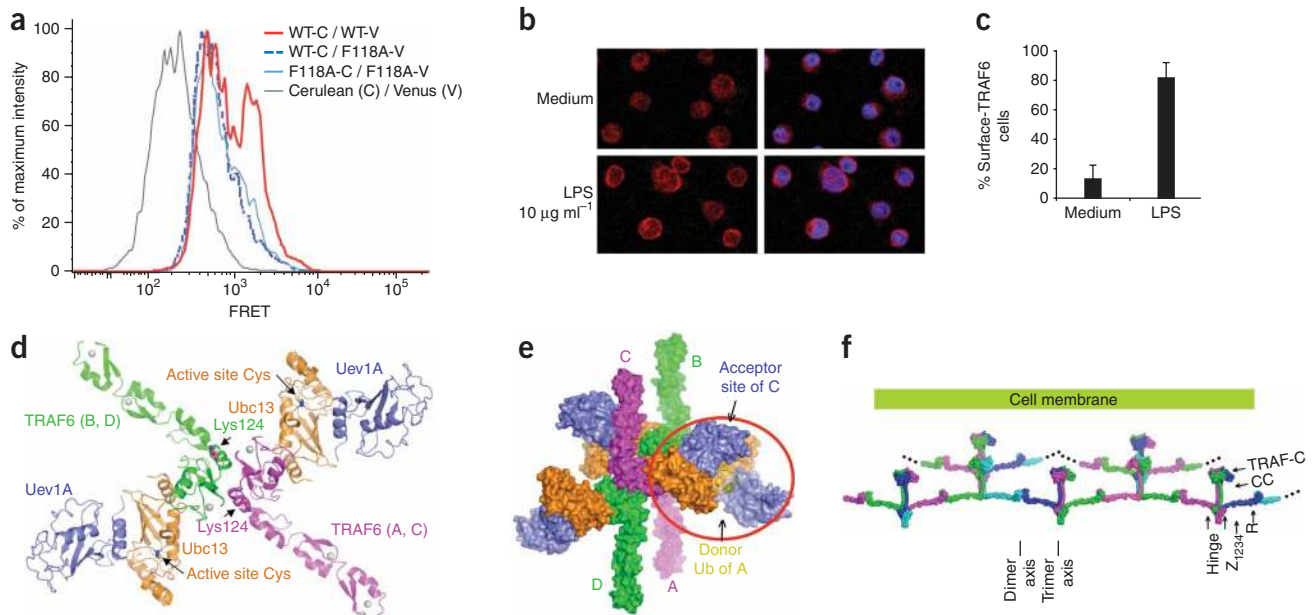 a
100
80
60
40
20
0
% of maximum intensity
10²
10³
10⁴
10⁵
FRET
WT-C / WT-V
WT-C / F118A-V
F118A-C / F118A-V
Cerulean (C) / Venus (V)
b
Medium
LPS
10 μg ml⁻¹
c
% Surface-TRAF6
cells
100
80
60
40
20
0
Medium
LPS
d
Active site Cys
Uev1A
Ubc13
TRAF6 (B, D)
Lys124
Uev1A
Lys124
Ubc13
TRAF6 (A, C)
Active site Cys
e
C
B
Acceptor
site of C
Donor
Ub of A
D
A
f
Cell membrane
TRAF-C
CC
R
Z₁₂₃₄
Hinge
Dimer
axis
Trimer
axis